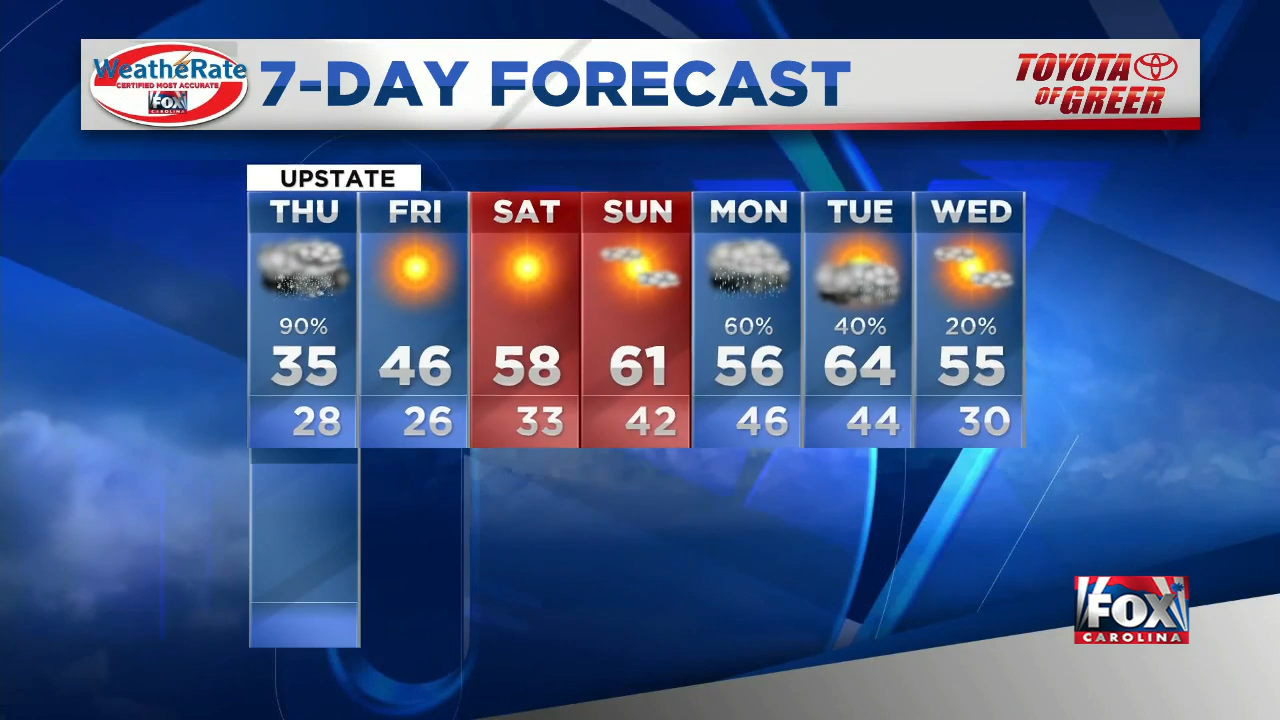 WeatheRate
CERTIFIED MOST ACCURATE
FOX
CAROLINA
7-DAY FORECAST
TOYOTA
OF GREER
UPSTATE
THU FRI SAT SUN MON TUE WED
90% 60% 40% 20%
35 46 58 61 56 64 55
28 26 33 42 46 44 30
FOX
CAROLINA